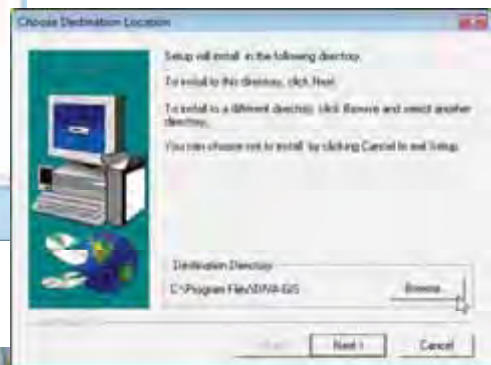 Choose Destination Location
Setup will install in the following directory.
To install to this directory, click Next.
To install to a different directory, click Browse and select another
directory.
You can choose not to install by clicking Cancel to exit Setup.
Destination Directory
C:\Program Files\DIVA-GIS
Browse...
Next >
Cancel